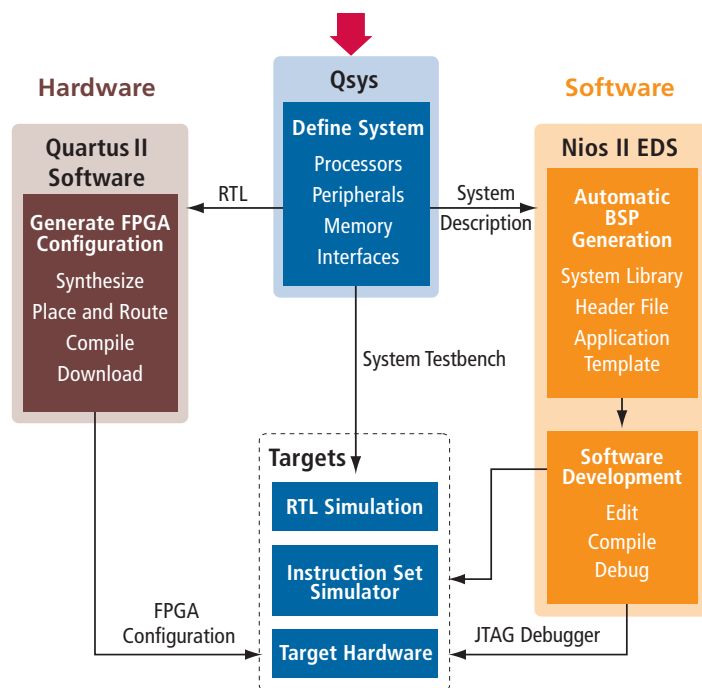 Hardware
Quartus II
Software
Generate FPGA
Configuration
Synthesize
Place and Route
Compile
Download
RTL
Qsys
Define System
Processors
Peripherals
Memory
Interfaces
System
Description
Software
Nios II EDS
Automatic
BSP
Generation
System Library
Header File
Application
Template
Software
Development
Edit
Compile
Debug
System Testbench
Targets
RTL Simulation
Instruction Set
Simulator
Target Hardware
FPGA
Configuration
JTAG Debugger